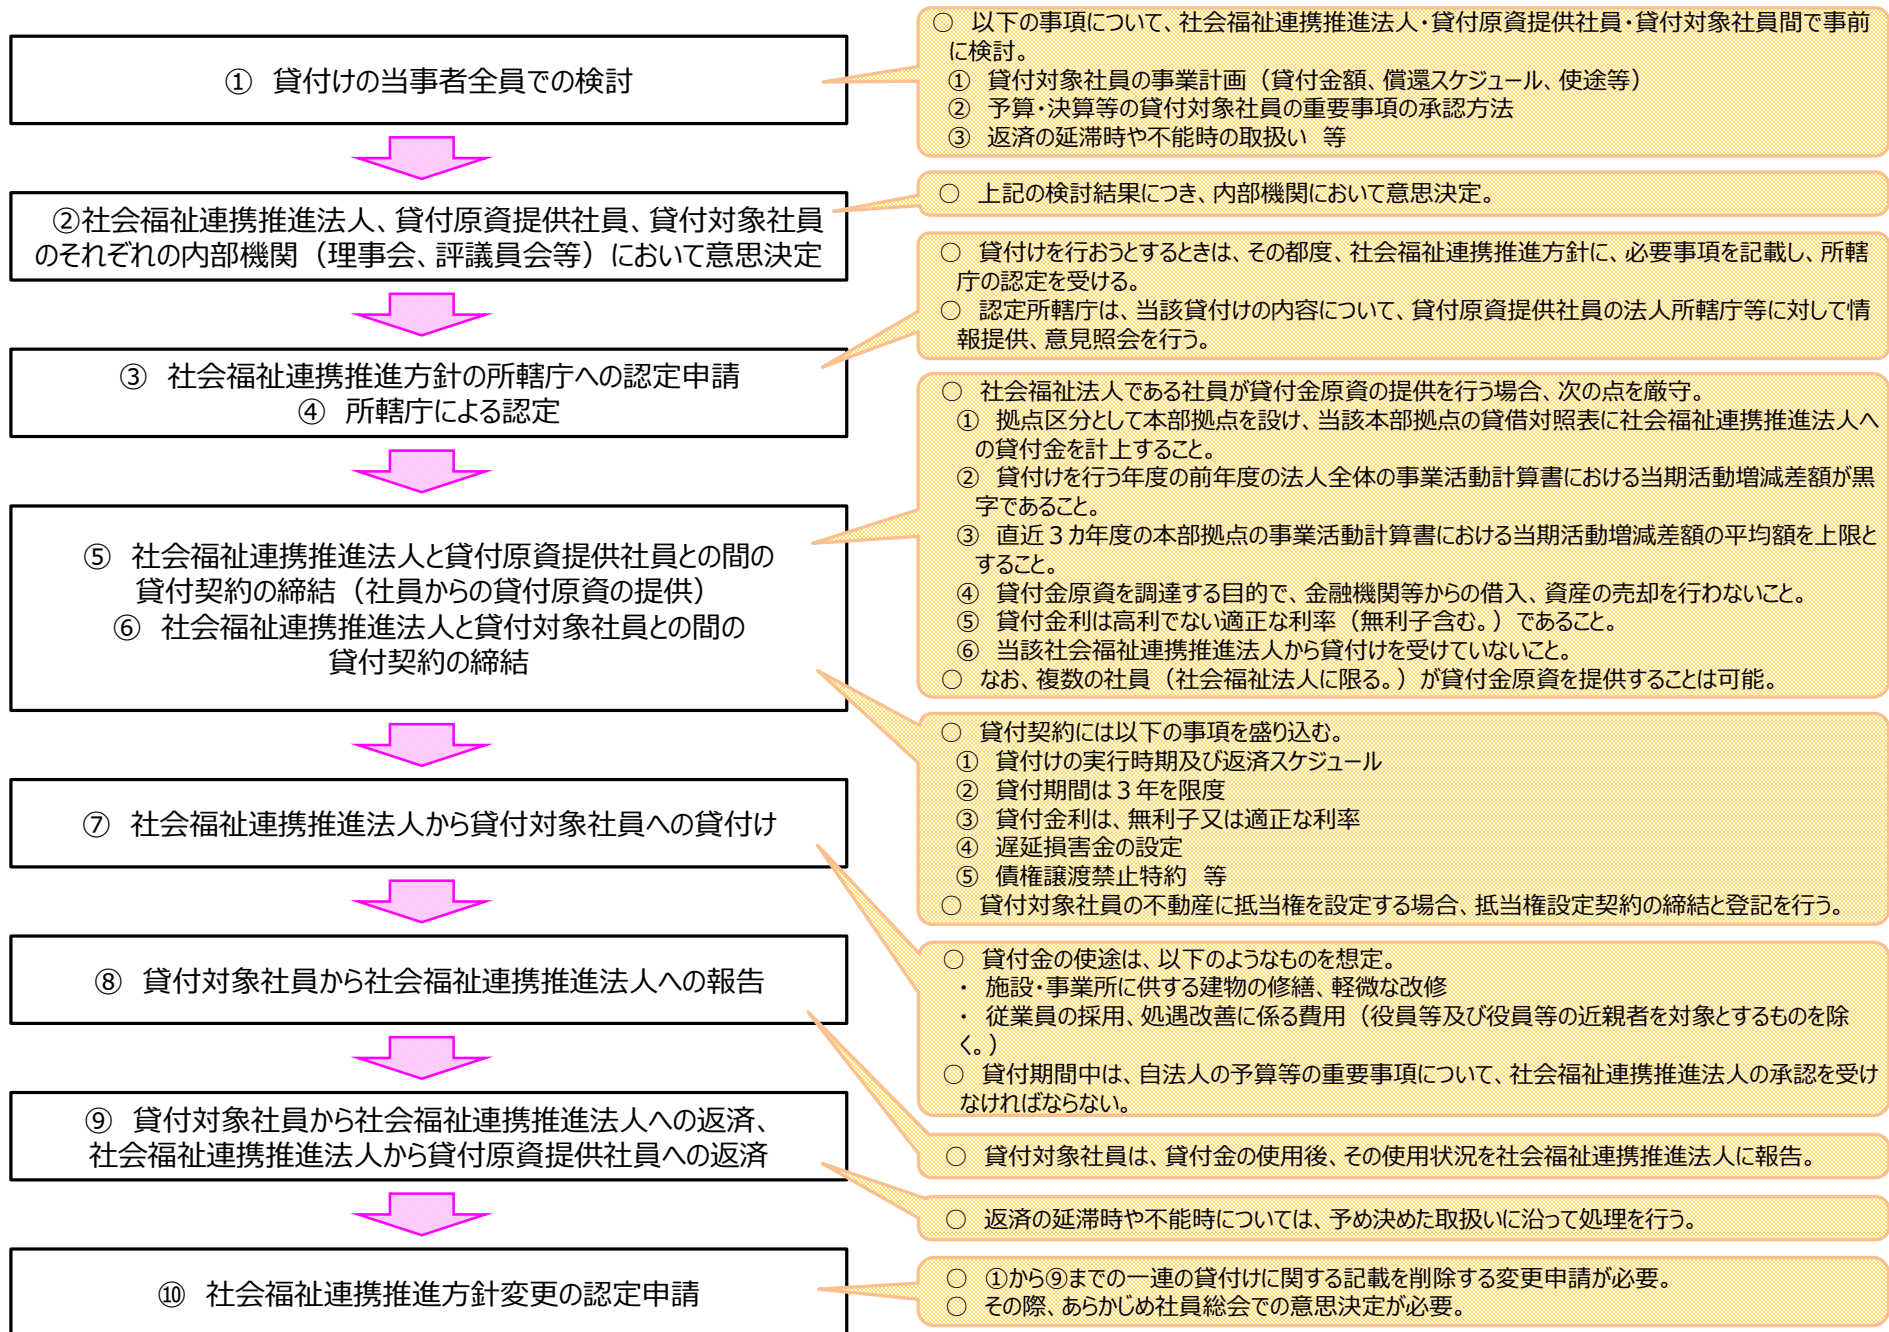 ① 貸付けの当事者全員での検討
○ 以下の事項について、社会福祉連携推進法人・貸付原資提供社員・貸付対象社員間で事前
に検討。
① 貸付対象社員の事業計画（貸付金額、償還スケジュール、使途等）
② 予算・決算等の貸付対象社員の重要事項の承認方法
③ 返済の延滞時や不能時の取扱い 等
②社会福祉連携推進法人、貸付原資提供社員、貸付対象社員
のそれぞれの内部機関（理事会、評議員会等）において意思決定
○ 上記の検討結果につき、内部機関において意思決定。
③ 社会福祉連携推進方針の所轄庁への認定申請
④ 所轄庁による認定
○ 貸付けを行おうとするときは、その都度、社会福祉連携推進方針に、必要事項を記載し、所轄
庁の認定を受ける。
○ 認定所轄庁は、当該貸付けの内容について、貸付原資提供社員の法人所轄庁等に対して情
報提供、意見照会を行う。
⑤ 社会福祉連携推進法人と貸付原資提供社員との間の
貸付契約の締結（社員からの貸付原資の提供）
⑥ 社会福祉連携推進法人と貸付対象社員との間の
貸付契約の締結
○ 社会福祉法人である社員が貸付金原資の提供を行う場合、次の点を厳守。
① 拠点区分として本部拠点を設け、当該本部拠点の貸借対照表に社会福祉連携推進法人へ
の貸付金を計上すること。
② 貸付けを行う年度の前年度の法人全体の事業活動計算書における当期活動増減差額が黒
字であること。
③ 直近３カ年度の本部拠点の事業活動計算書における当期活動増減差額の平均額を上限と
すること。
④ 貸付金原資を調達する目的で、金融機関等からの借入、資産の売却を行わないこと。
⑤ 貸付金利は高利でない適正な利率（無利子含む。）であること。
⑥ 当該社会福祉連携推進法人から貸付けを受けていないこと。
○ なお、複数の社員（社会福祉法人に限る。）が貸付金原資を提供することは可能。
○ 貸付契約には以下の事項を盛り込む。
① 貸付けの実行時期及び返済スケジュール
② 貸付期間は３年を限度
③ 貸付金利は、無利子又は適正な利率
④ 遅延損害金の設定
⑤ 債権譲渡禁止特約 等
○ 貸付対象社員の不動産に抵当権を設定する場合、抵当権設定契約の締結と登記を行う。
⑦ 社会福祉連携推進法人から貸付対象社員への貸付け
○ 貸付金の使途は、以下のようなものを想定。
・ 施設・事業所に供する建物の修繕、軽微な改修
・ 従業員の採用、処遇改善に係る費用（役員等及び役員等の近親者を対象とするものを除
く。）
○ 貸付期間中は、自法人の予算等の重要事項について、社会福祉連携推進法人の承認を受け
なければならない。
⑧ 貸付対象社員から社会福祉連携推進法人への報告
○ 貸付対象社員は、貸付金の使用後、その使用状況を社会福祉連携推進法人に報告。
⑨ 貸付対象社員から社会福祉連携推進法人への返済、
社会福祉連携推進法人から貸付原資提供社員への返済
○ 返済の延滞時や不能時については、予め決めた取扱いに沿って処理を行う。
⑩ 社会福祉連携推進方針変更の認定申請
○ ①から⑨までの一連の貸付けに関する記載を削除する変更申請が必要。
○ その際、あらかじめ社員総会での意思決定が必要。